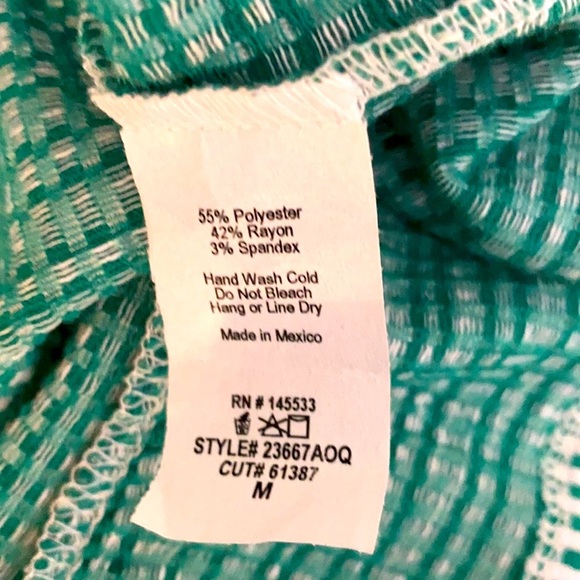 55% Polyester
42% Rayon
3% Spandex
Hand Wash Cold
Do Not Bleach
Hang or Line Dry
Made in Mexico
RN # 145533
STYLE# 23667AOQ
CUT# 61387
M